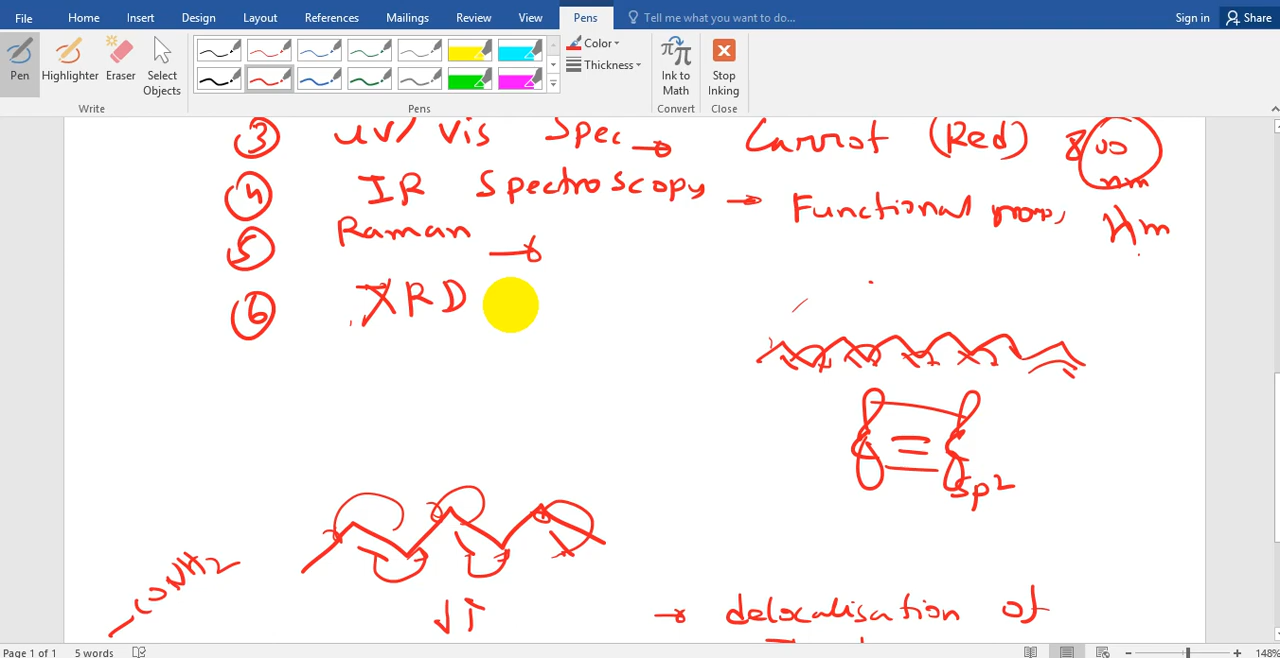 File Home Insert Design Layout References Mailings Review View Pens Tell me what you want to do... Sign in Share
Pen Highlighter Eraser Select Objects
Color
Thickness
Ink to Math
Stop Inking
Write Pens Convert Close
3 UV/Vis Spec → Carrot (Red) 800 nm
4 IR Spectroscopy → Functional
5 Raman →
6 XRD
sp2
CONH2
→ delocalisation of
Page 1 of 1 5 words 148%